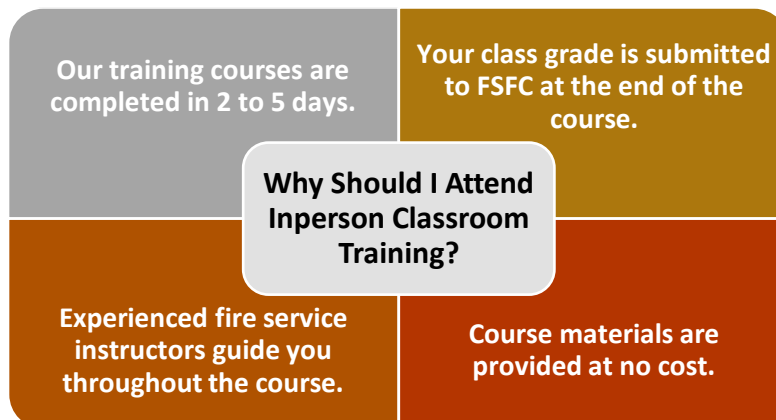 Our training courses are
completed in 2 to 5 days.
Your class grade is submitted
to FSFC at the end of the
course.
Why Should I Attend
Inperson Classroom
Training?
Experienced fire service
instructors guide you
throughout the course.
Course materials are
provided at no cost.